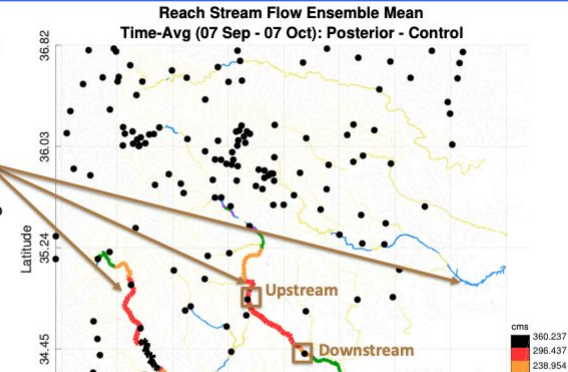 Reach Stream Flow Ensemble Mean
Time-Avg (07 Sep - 07 Oct): Posterior - Control
36.82
36.03
35.24
34.45
Latitude
Upstream
Downstream
cms
360.237
296.437
238.954